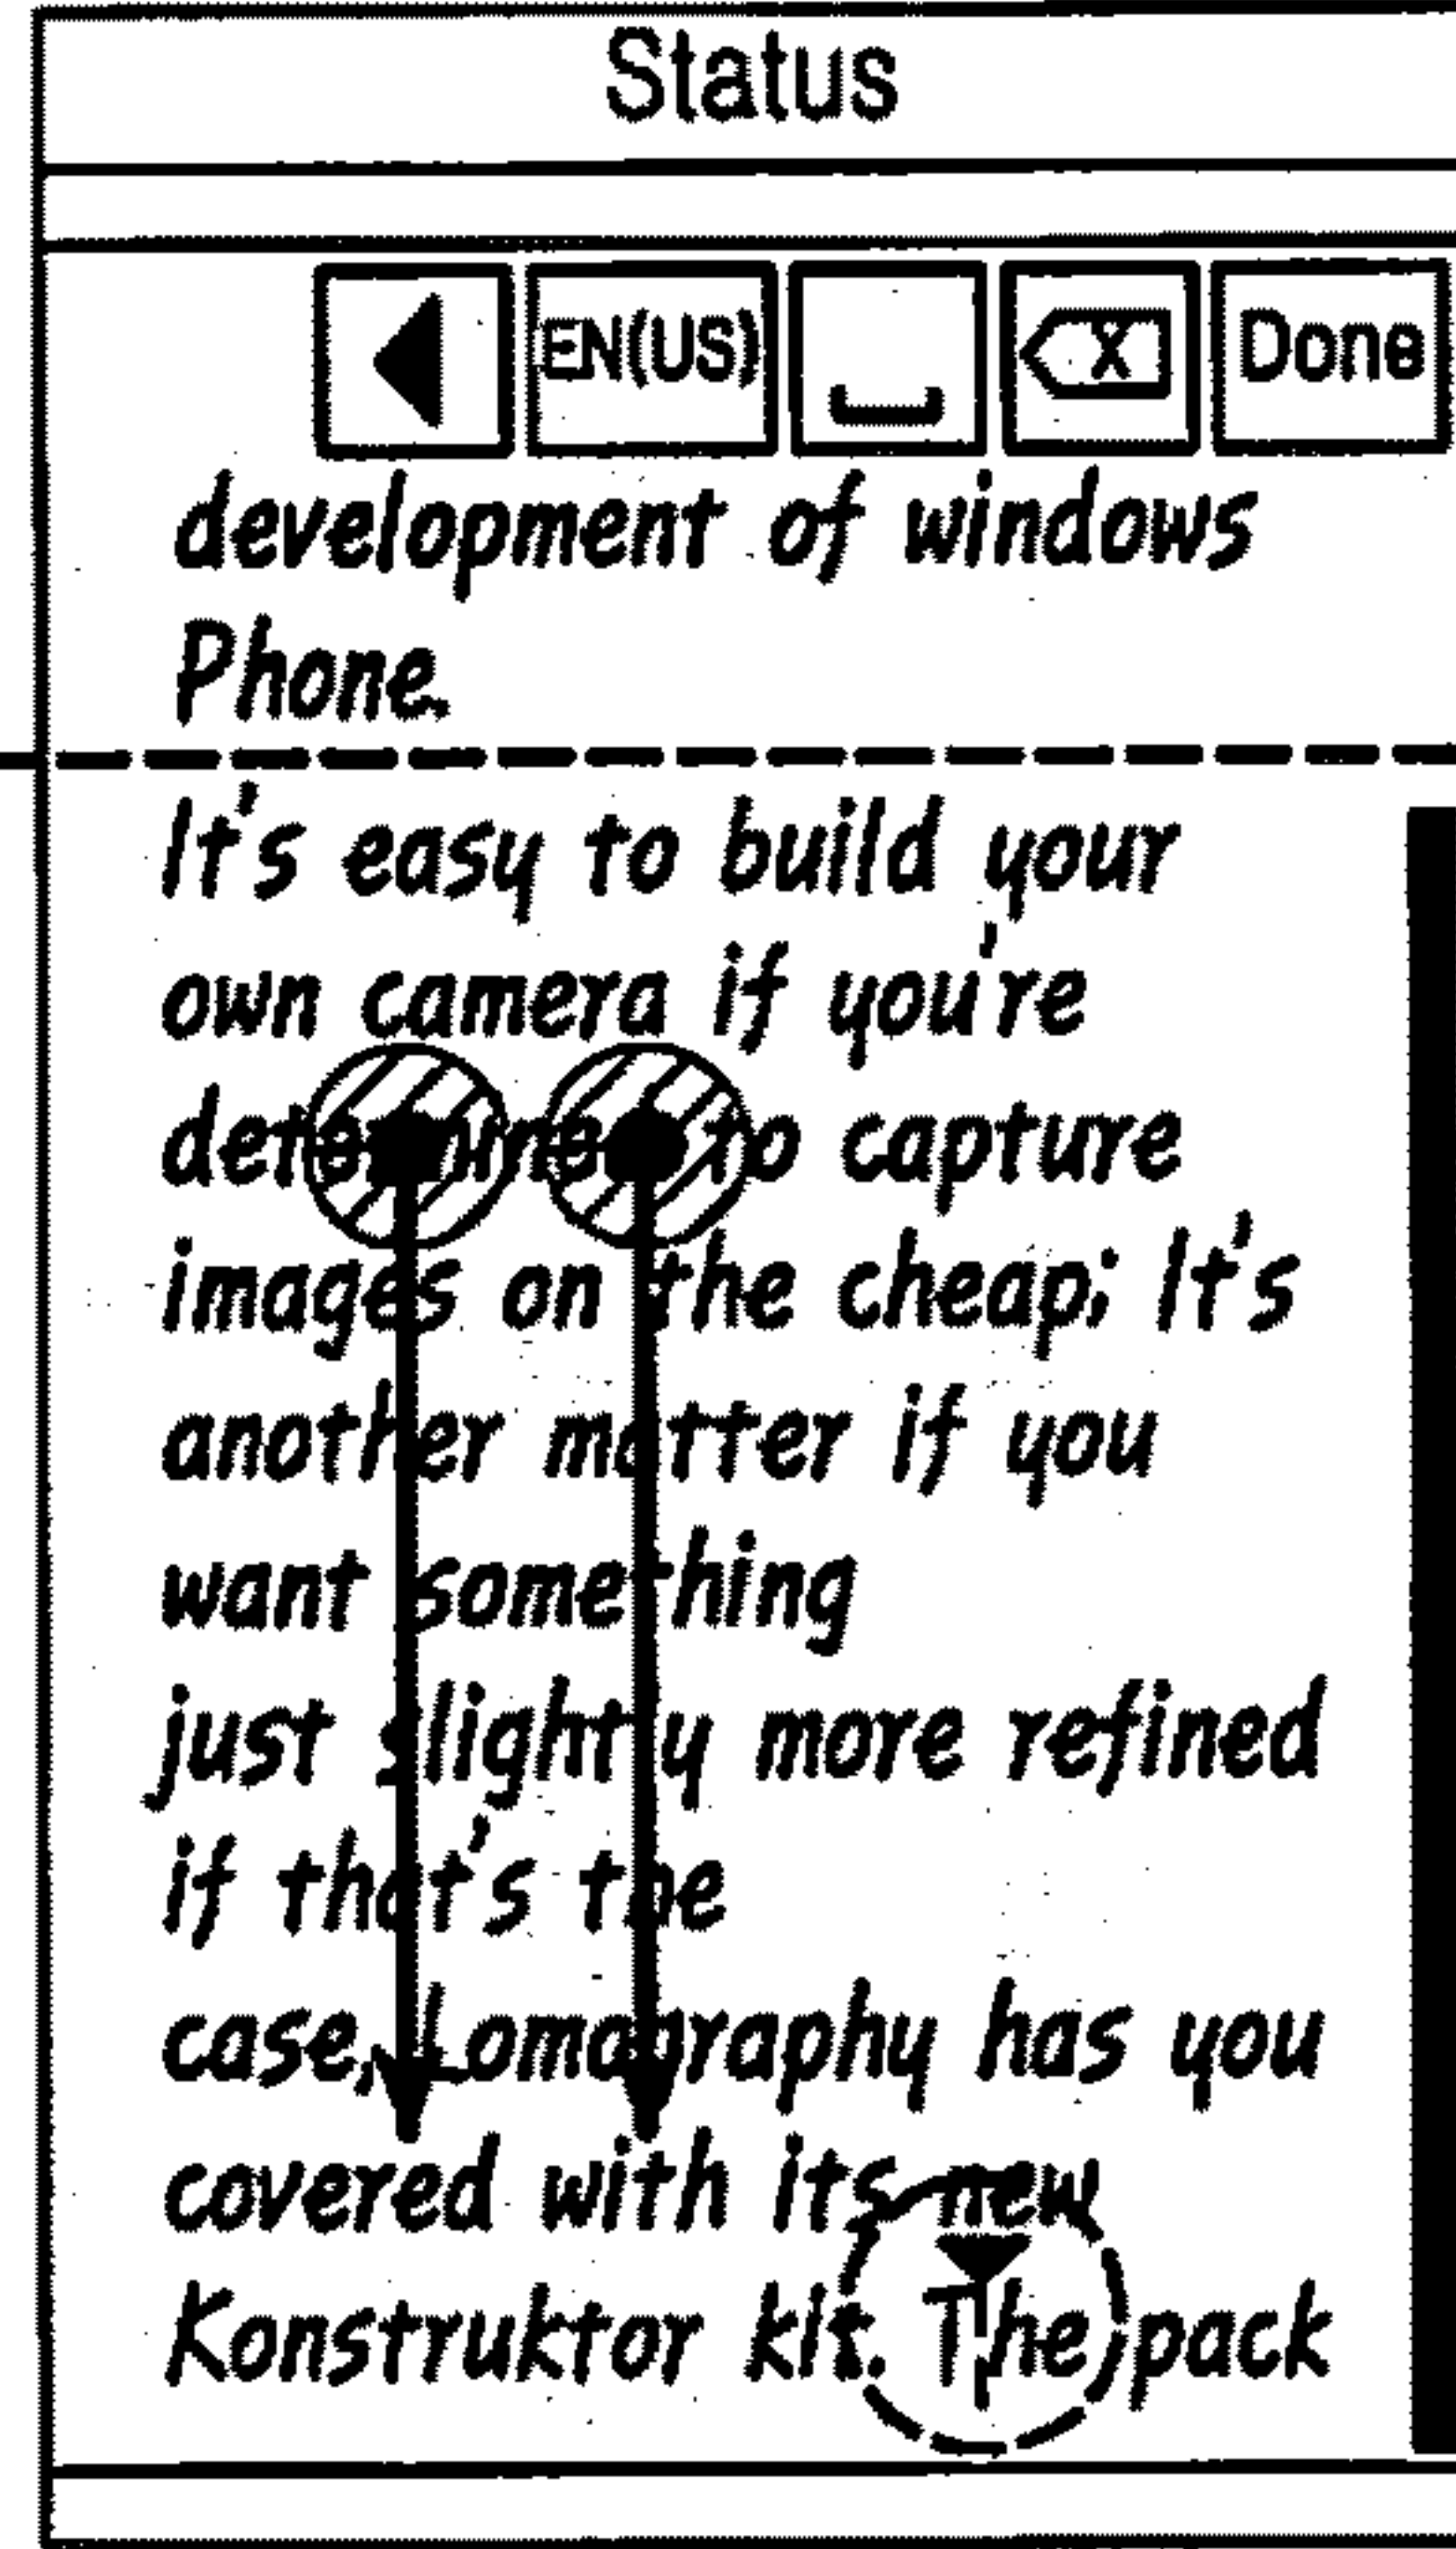 Status
EN(US) X Done
development of windows
Phone.
It's easy to build your
own camera if you're
to capture
images on the cheap; It's
another matter if you
want something
just slightly more refined
if that's the
case, Lomography has you
covered with its new
Konstruktor kit. The pack